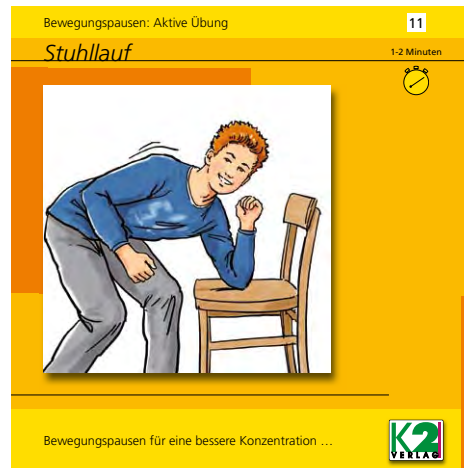 Bewegungspausen: Aktive Übung
11
Stuhllauf
1-2 Minuten
Bewegungspausen für eine bessere Konzentration …
K2
VERLAG